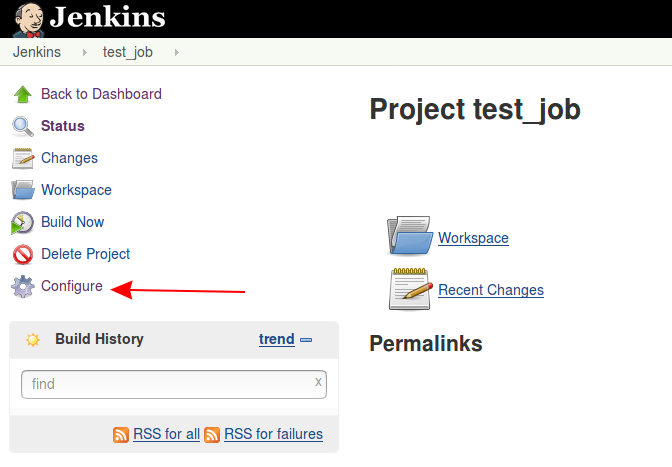 Jenkins
Jenkins test_job
Back to Dashboard
Status
Changes
Workspace
Build Now
Delete Project
Configure
Build History trend
find x
RSS for all RSS for failures
Project test_job
Workspace
Recent Changes
Permalinks